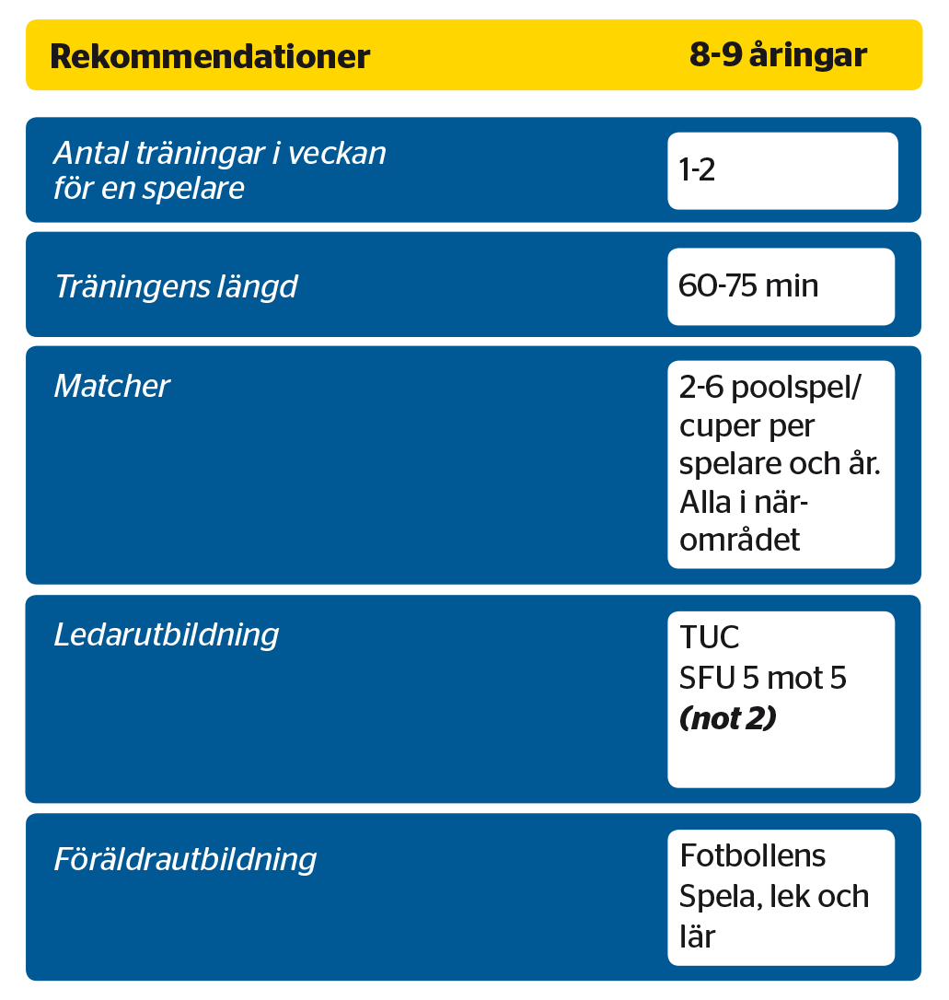 Rekommendationer 8-9 åringar
Antal träningar i veckan
för en spelare
1-2
Träningens längd
60-75 min
Matcher
2-6 poolspel/
cuper per
spelare och år.
Alla i när-
området
Ledarutbildning
TUC
SFU 5 mot 5
(not 2)
Föräldrautbildning
Fotbollens
Spela, lek och
lär